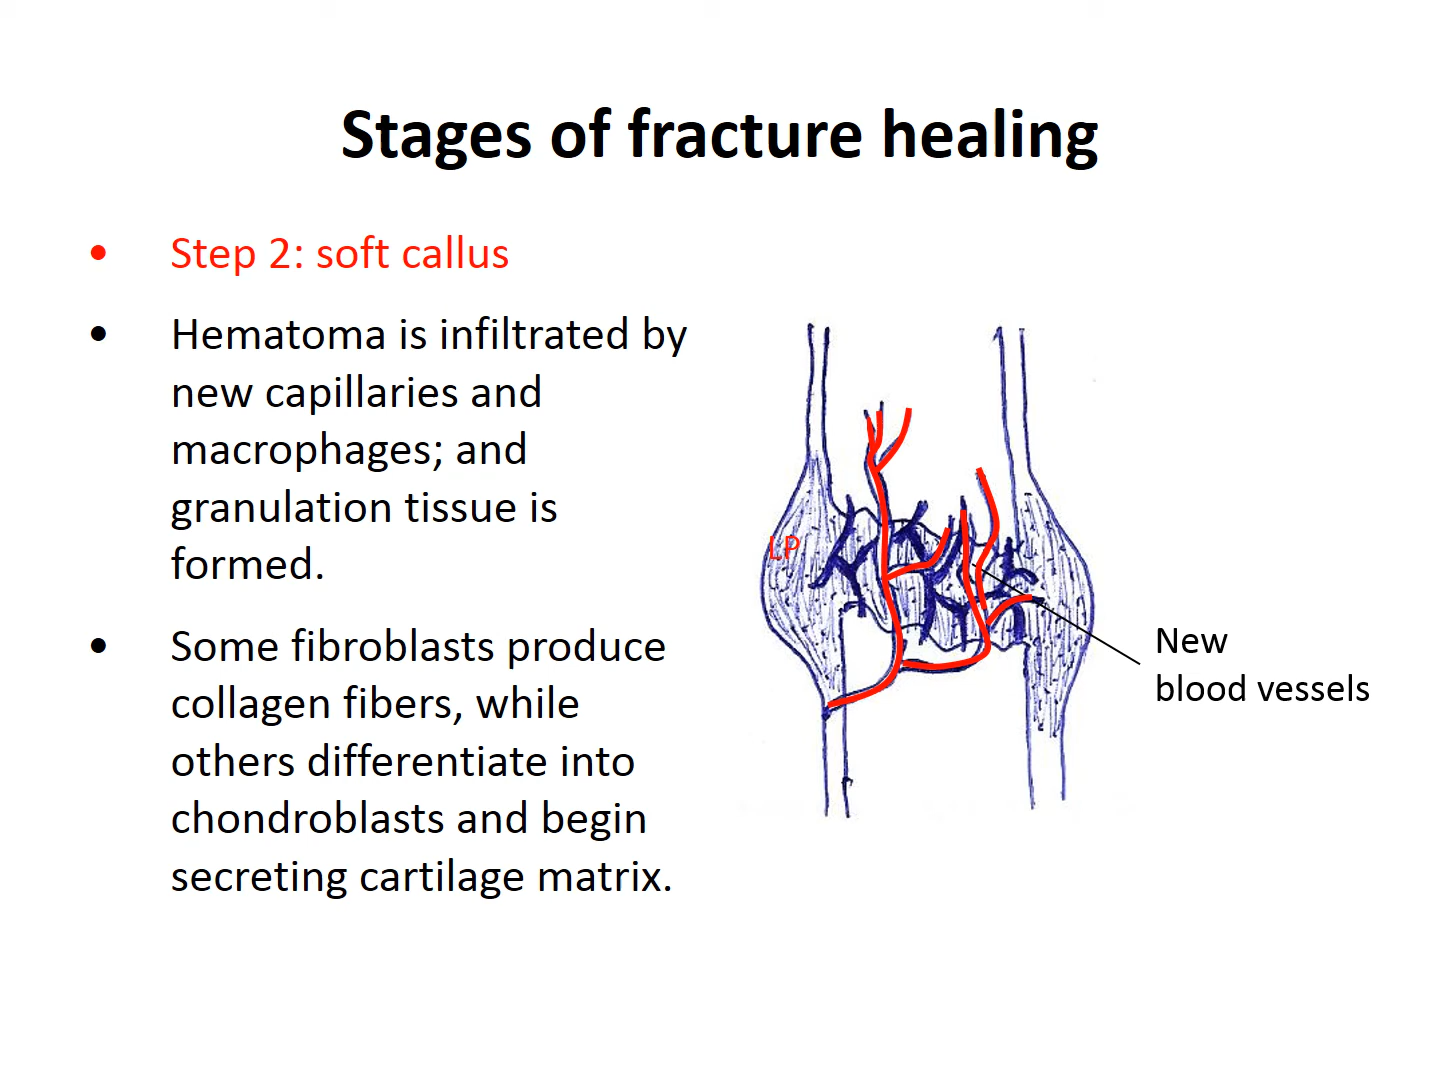 Stages of fracture healing
• Step 2: soft callus
• Hematoma is infiltrated by
new capillaries and
macrophages; and
granulation tissue is
formed.
• Some fibroblasts produce
collagen fibers, while
others differentiate into
chondroblasts and begin
secreting cartilage matrix.
LP
New
blood vessels